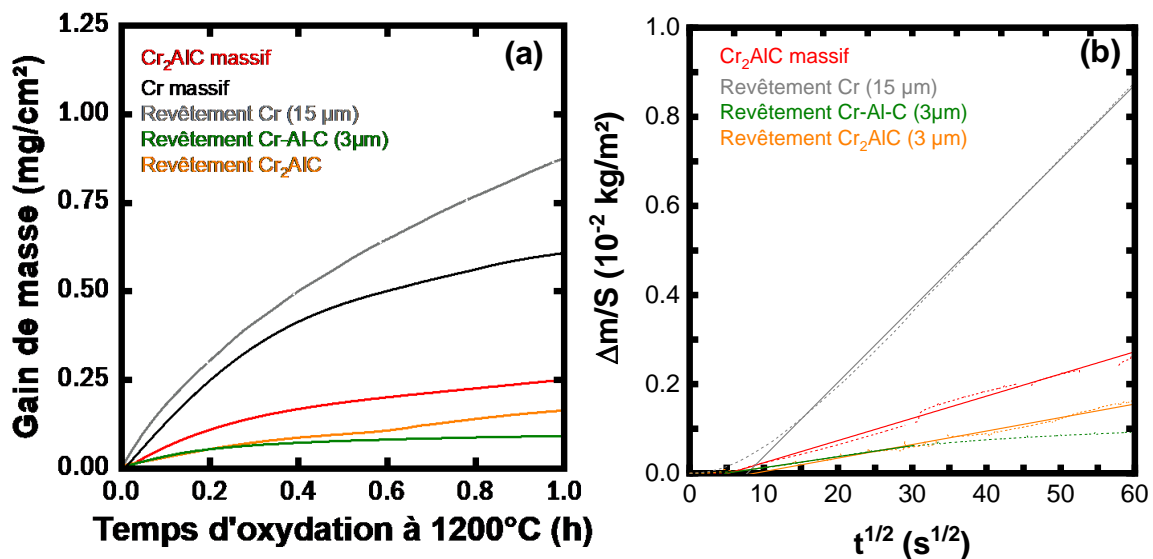 (a)
Cr₂AlC massif
Cr massif
Revêtement Cr (15 µm)
Revêtement Cr-Al-C (3µm)
Revêtement Cr₂AlC
Gain de masse (mg/cm²)
1.25
1.00
0.75
0.50
0.25
0.00
0.0 0.2 0.4 0.6 0.8 1.0
Temps d'oxydation à 1200°C (h)
(b)
Cr₂AlC massif
Revêtement Cr (15 µm)
Revêtement Cr-Al-C (3µm)
Revêtement Cr₂AlC (3 µm)
Δm/S (10⁻² kg/m²)
1.0
0.8
0.6
0.4
0.2
0.0
0 10 20 30 40 50 60
t¹/² (s¹/²)